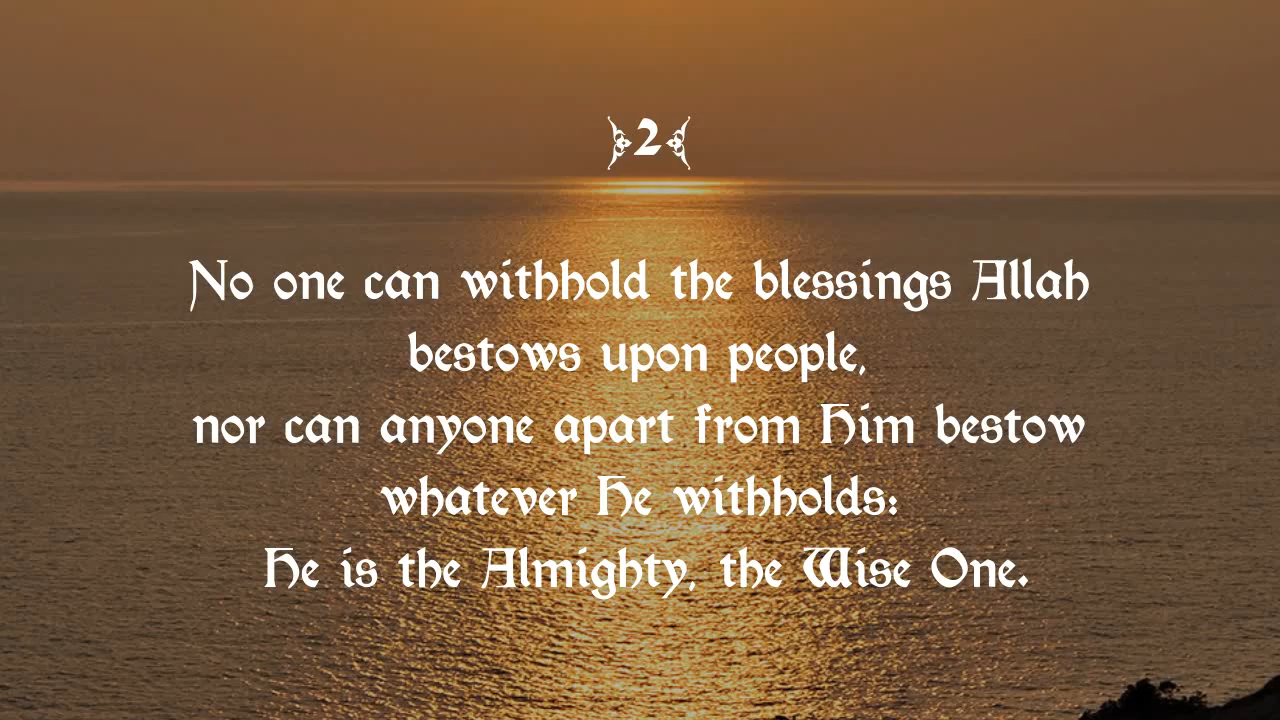 2
No one can withhold the blessings Allah
bestows upon people,
nor can anyone apart from Him bestow
whatever He withholds:
He is the Almighty, the Wise One.